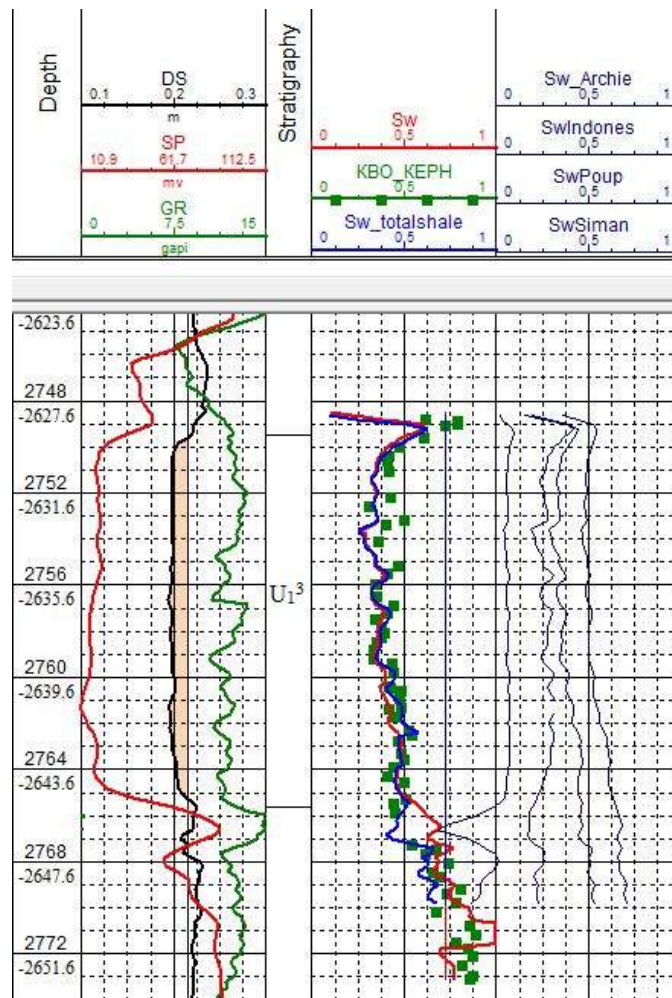 Depth
DS
0.1 0,2 0.3
m
SP
10.9 61,7 112.5
mv
GR
0 7,5 15
gapi
Stratigraphy
Sw
0 0,5 1
КВО_КЕРН
0 0,5 1
Sw_totalshale
0 0,5 1
Sw_Archie
0 0,5 1
SwIndones
0 0,5 1
SwPoup
0 0,5 1
SwSiman
0 0,5 1
-2623.6
2748
-2627.6
2752
-2631.6
2756
-2635.6
U₁³
2760
-2639.6
2764
-2643.6
2768
-2647.6
2772
-2651.6